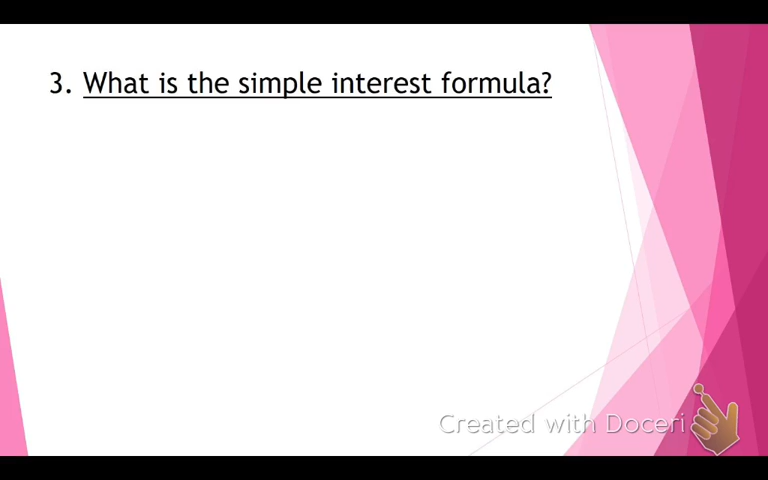 3. What is the simple interest formula?
Created with Doceri